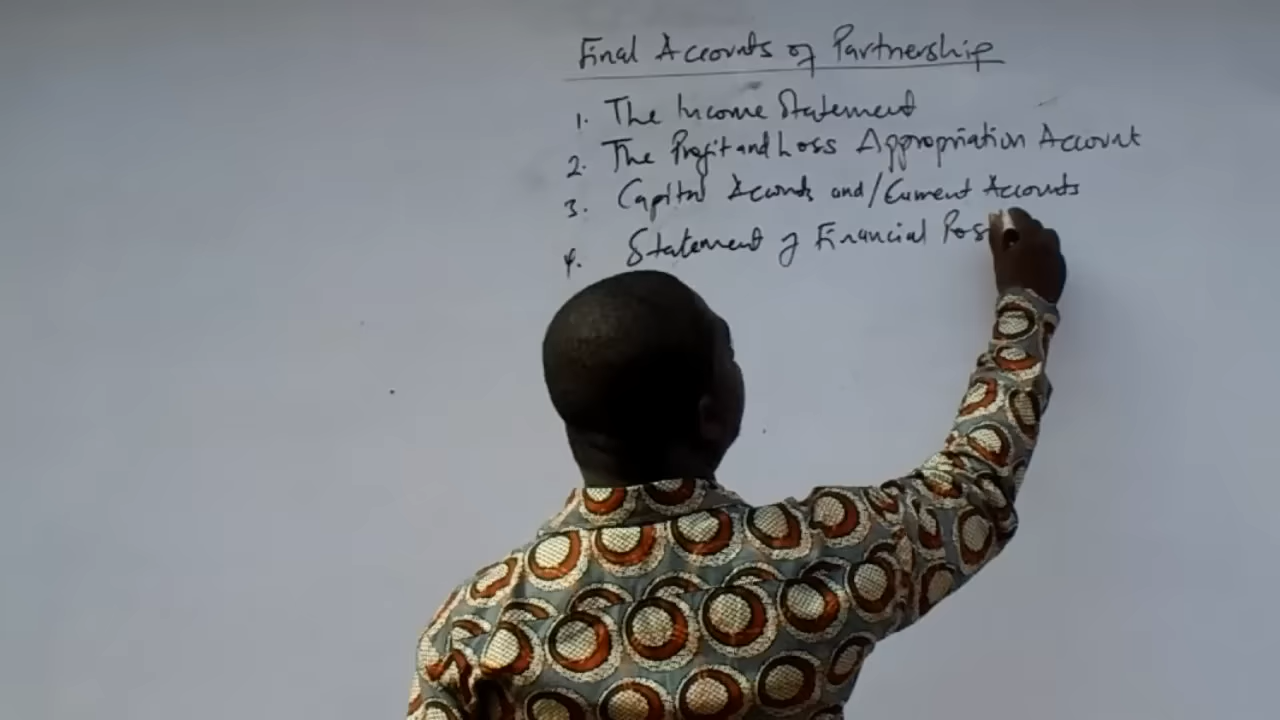 Final Accounts of Partnership
1. The Income Statement
2. The Profit and Loss Appropriation Account
3. Capital Accounts and/Current Accounts
4. Statement of Financial Pos